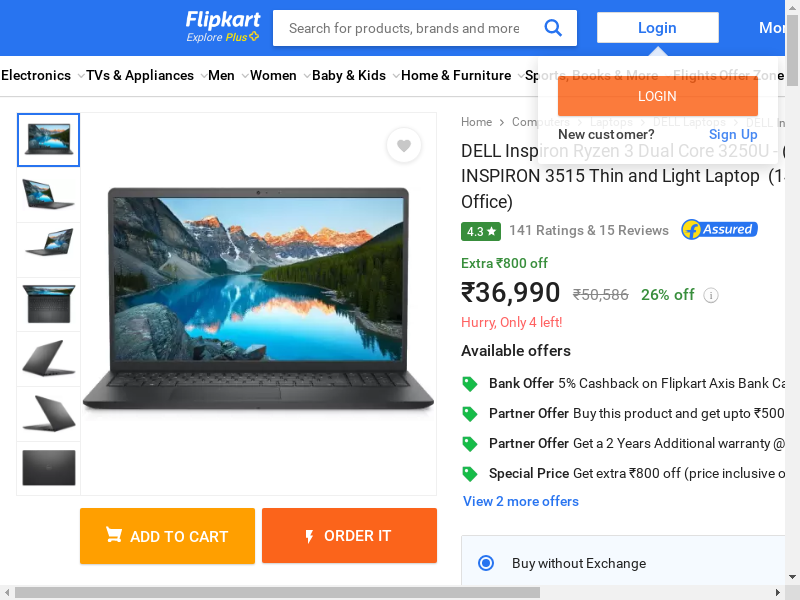 Flipkart
Explore Plus
Search for products, brands and more
Login
Electronics
TVs & Appliances
Men
Women
Baby & Kids
Home & Furniture
Sports, Books & More
Flights
Offer Zone
LOGIN
New customer?
Sign Up
Home
Computers
Laptops
DELL Laptops
DELL
DELL Inspiron Ryzen 3 Dual Core 3250U - (
INSPIRON 3515 Thin and Light Laptop (1
Office)
4.3
141 Ratings & 15 Reviews
Assured
Extra ₹800 off
₹36,990 ₹50,586 26% off
Hurry, Only 4 left!
Available offers
Bank Offer 5% Cashback on Flipkart Axis Bank
Partner Offer Buy this product and get upto ₹500
Partner Offer Get a 2 Years Additional warranty @
Special Price Get extra ₹800 off (price inclusive
View 2 more offers
ADD TO CART
ORDER IT
Buy without Exchange